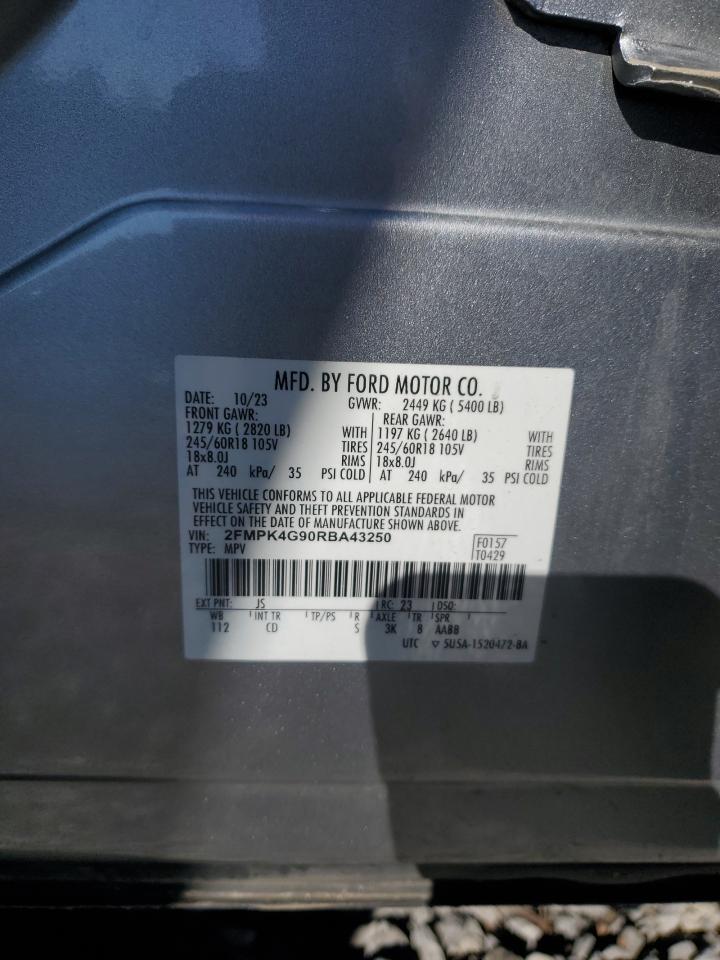 MFD. BY FORD MOTOR CO.
DATE: 10/23 GVWR: 2449 KG ( 5400 LB)
FRONT GAWR: REAR GAWR:
1279 KG ( 2820 LB) WITH 1197 KG ( 2640 LB) WITH
245/60R18 105V TIRES 245/60R18 105V TIRES
18x8.0J RIMS 18x8.0J RIMS
AT 240 kPa/ 35 PSI COLD AT 240 kPa/ 35 PSI COLD
THIS VEHICLE CONFORMS TO ALL APPLICABLE FEDERAL MOTOR
VEHICLE SAFETY AND THEFT PREVENTION STANDARDS IN
EFFECT ON THE DATE OF MANUFACTURE SHOWN ABOVE.
VIN: 2FMPK4G90RBA43250 F0157
TYPE: MPV T0429
EXT PNT: JS RC: 23 DSO:
WB INT TR TP/PS R AXLE TR SPR
112 CD S 3K 8 AABB
UTC ▽ 5USA-1520472-BA